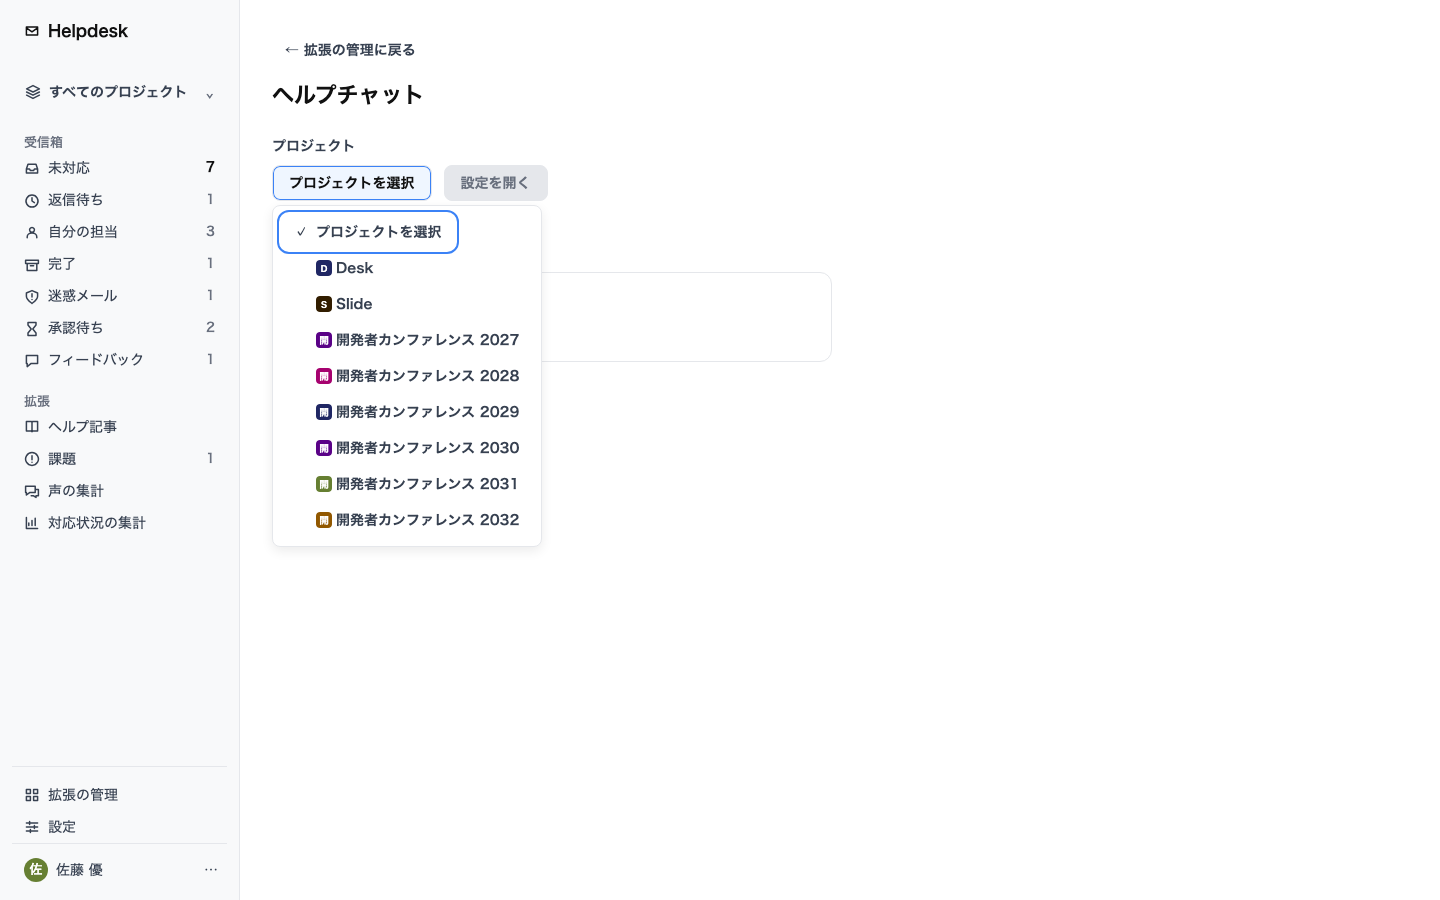 Helpdesk
すべてのプロジェクト
受信箱
未対応 7
返信待ち 1
自分の担当 3
完了 1
迷惑メール 1
承認待ち 2
フィードバック 1
拡張
ヘルプ記事
課題 1
声の集計
対応状況の集計
拡張の管理
設定
佐 佐藤 優 ···
← 拡張の管理に戻る
ヘルプチャット
プロジェクト
プロジェクトを選択 設定を開く
✓ プロジェクトを選択
D Desk
S Slide
開 開発者カンファレンス 2027
開 開発者カンファレンス 2028
開 開発者カンファレンス 2029
開 開発者カンファレンス 2030
開 開発者カンファレンス 2031
開 開発者カンファレンス 2032